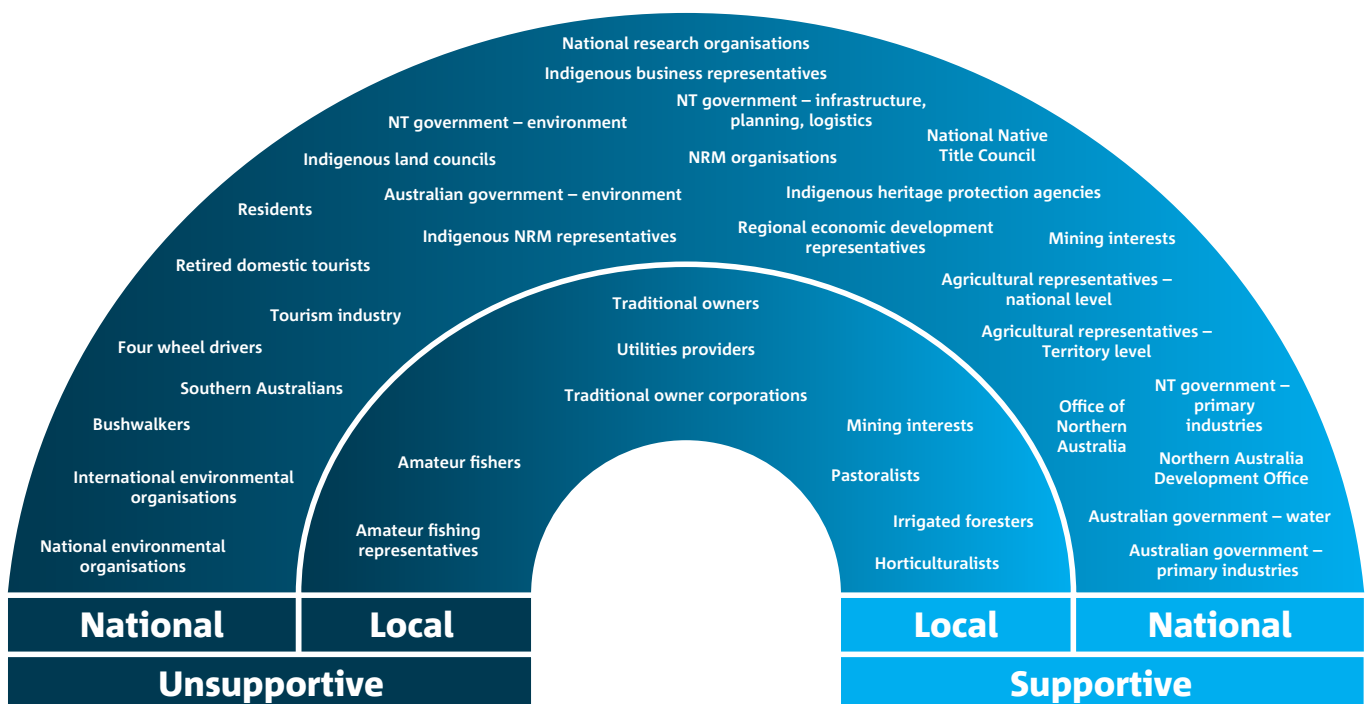 National research organisations
Indigenous business representatives
NT government – infrastructure,
planning, logistics
NT government – environment
National Native
Title Council
Indigenous land councils
NRM organisations
Australian government – environment
Indigenous heritage protection agencies
Residents
Indigenous NRM representatives
Regional economic development
representatives
Mining interests
Retired domestic tourists
Agricultural representatives –
national level
Tourism industry
Four wheel drivers
Agricultural representatives –
Territory level
Southern Australians
Bushwalkers
Office of
Northern
Australia
NT government –
primary
industries
International environmental
organisations
Northern Australia
Development Office
Australian government – water
National environmental
organisations
Australian government –
primary industries
Traditional owners
Utilities providers
Traditional owner corporations
Mining interests
Amateur fishers
Pastoralists
Amateur fishing
representatives
Irrigated foresters
Horticulturalists
National
Local
Local
National
Unsupportive
Supportive